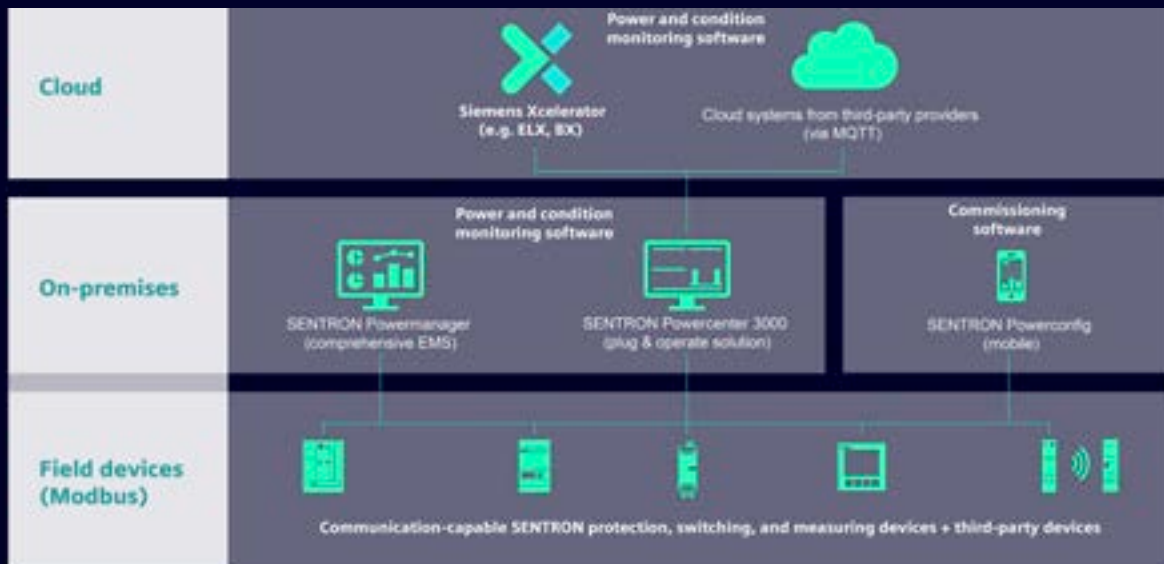 Cloud
Power and condition
monitoring software
Siemens Xcelerator
(e.g. ELX, BX)
Cloud systems from third-party providers
(via MQTT)
On-premises
Power and condition
monitoring software
SENTRON Powermanager
(comprehensive EMS)
SENTRON Powercenter 3000
(plug & operate solution)
Commissioning
software
SENTRON Powerconfig
(mobile)
Field devices
(Modbus)
Communication-capable SENTRON protection, switching, and measuring devices + third-party devices